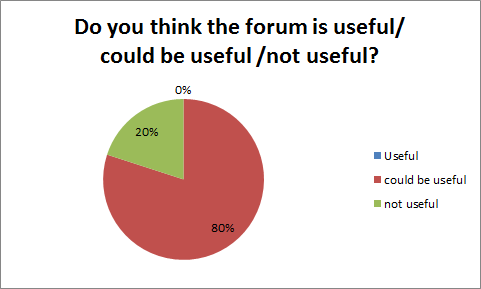 Do you think the forum is useful/
could be useful /not useful?
0%
20%
80%
Useful
could be useful
not useful